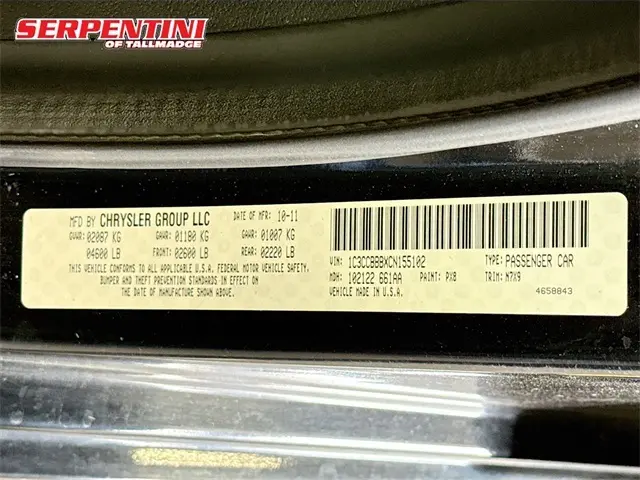 SERPENTINI
OF TALLMADGE
MFD BY CHRYSLER GROUP LLC DATE OF MFR: 10-11
GVWR: 02087 KG GAWR: 01180 KG GAWR: 01007 KG
04600 LB FRONT: 02600 LB REAR: 02220 LB
THIS VEHICLE CONFORMS TO ALL APPLICABLE U.S.A. FEDERAL MOTOR VEHICLE SAFETY,
BUMPER AND THEFT PREVENTION STANDARDS IN EFFECT ON
THE DATE OF MANUFACTURE SHOWN ABOVE.
VIN: 1C3CCBBBXCN155102 TYPE: PASSENGER CAR
MDH: 102122 661AA PAINT: PX8 TRIM: N7X9
VEHICLE MADE IN U.S.A. 4658843